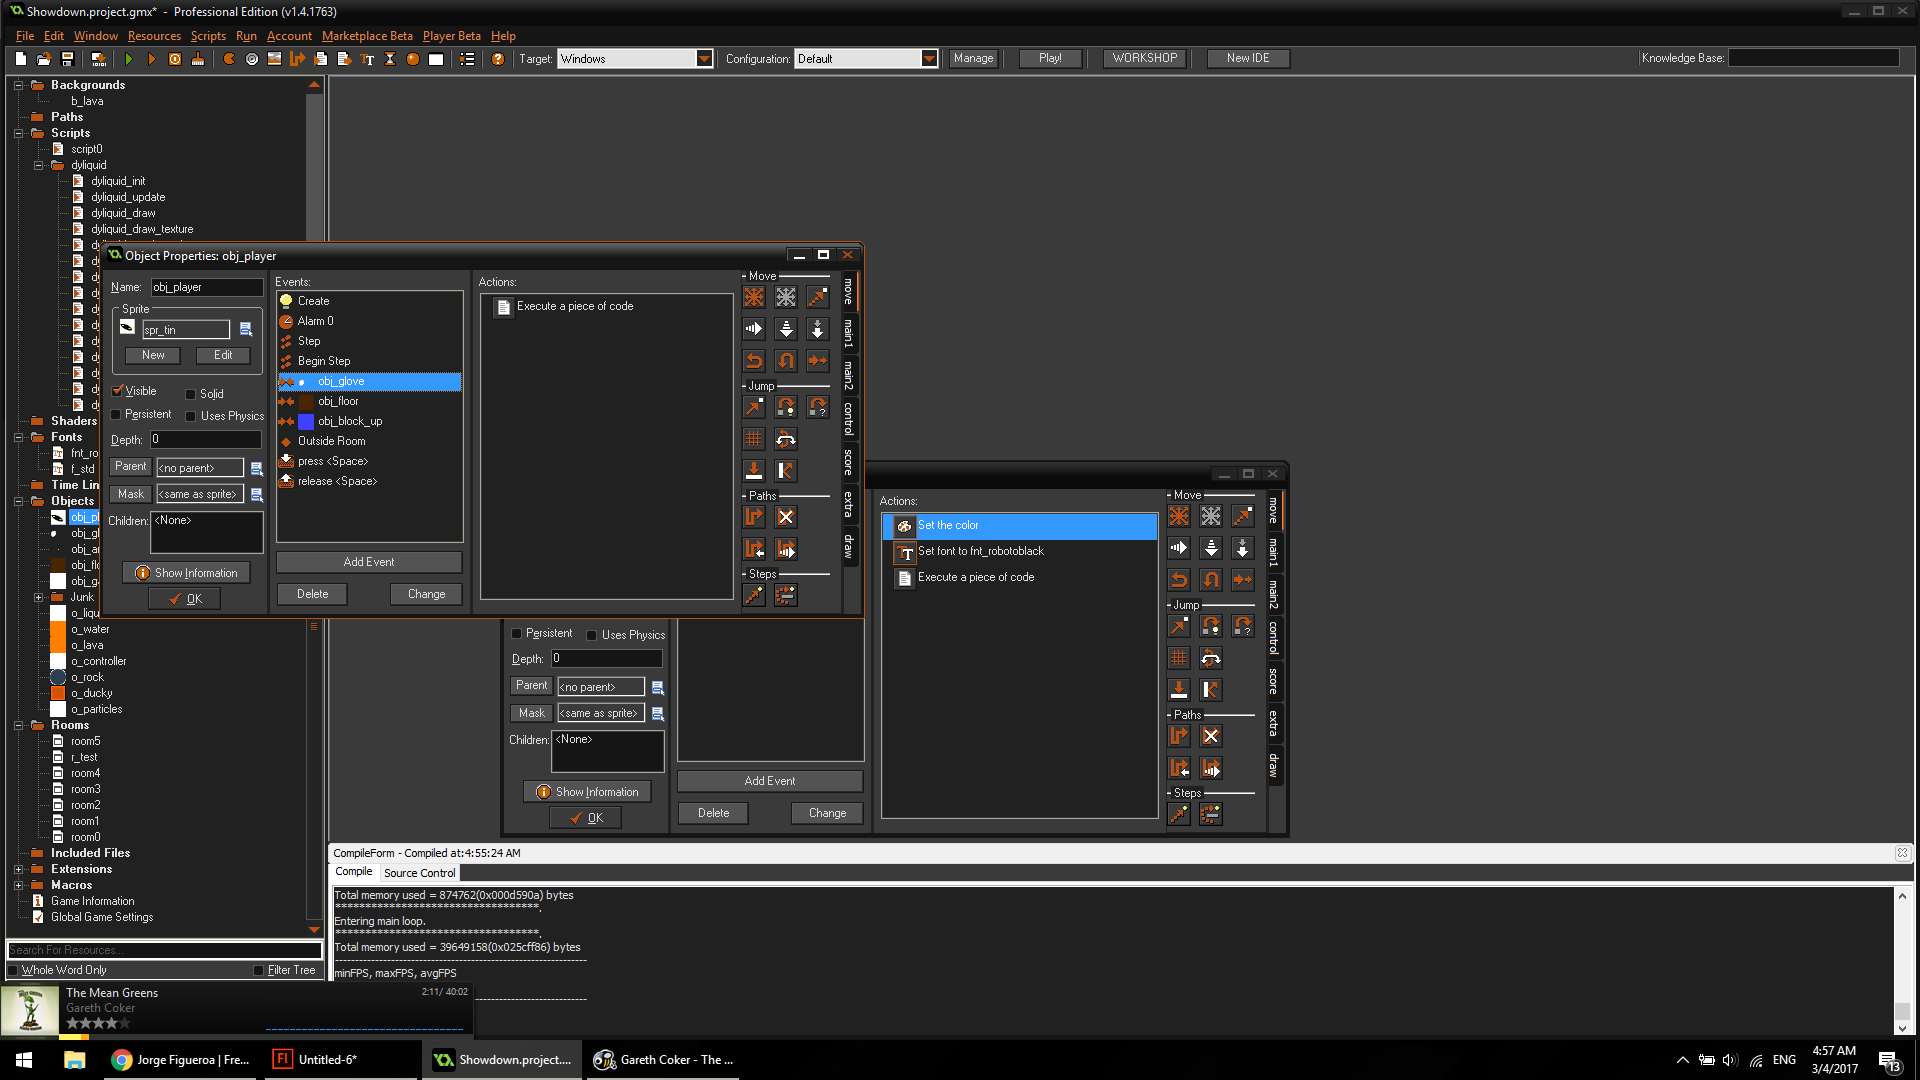 Showdown.project.gmx* - Professional Edition (v1.4.1763)
File Edit Window Resources Scripts Run Account Marketplace Beta Player Beta Help
Target: Windows Configuration: Default Manage Play! WORKSHOP New IDE Knowledge Base:
Backgrounds
b_lava
Paths
Scripts
script0
dyliquid
dyliquid_init
dyliquid_update
dyliquid_draw
dyliquid_draw_texture
Shaders
Fonts
fnt_ro
f_std
Time Lin
Objects
obj_p
obj_gl
obj_a
obj_fl
obj_g
Junk
o_liqu
o_water
o_lava
o_controller
o_rock
o_ducky
o_particles
Rooms
room5
r_test
room4
room3
room2
room1
room0
Included Files
Extensions
Macros
Game Information
Global Game Settings
Search For Resources...
Whole Word Only Filter Tree
Object Properties: obj_player
Name: obj_player
Sprite
spr_tin
New Edit
Visible Solid
Persistent Uses Physics
Depth: 0
Parent <no parent>
Mask <same as sprite>
Children: <None>
Show Information
OK
Events:
Create
Alarm 0
Step
Begin Step
obj_glove
obj_floor
obj_block_up
Outside Room
press <Space>
release <Space>
Add Event
Delete Change
Actions:
Execute a piece of code
Move
Jump
Paths
Steps
move
main1
main2
control
score
extra
draw
Persistent Uses Physics
Depth: 0
Parent <no parent>
Mask <same as sprite>
Children: <None>
Show Information
OK
Add Event
Delete Change
Actions:
Set the color
Set font to fnt_robotoblack
Execute a piece of code
Move
Jump
Paths
Steps
move
main1
main2
control
score
extra
draw
CompileForm - Compiled at:4:55:24 AM
Compile Source Control
Total memory used = 874762(0x000d590a) bytes
***********************************.
Entering main loop.
***********************************.
Total memory used = 39649158(0x025cff86) bytes
minFPS, maxFPS, avgFPS
The Mean Greens 2:11/ 40:02
Gareth Coker
Jorge Figueroa | Fre...
Untitled-6*
Showdown.project....
Gareth Coker - The ...
ENG
4:57 AM
3/4/2017
13